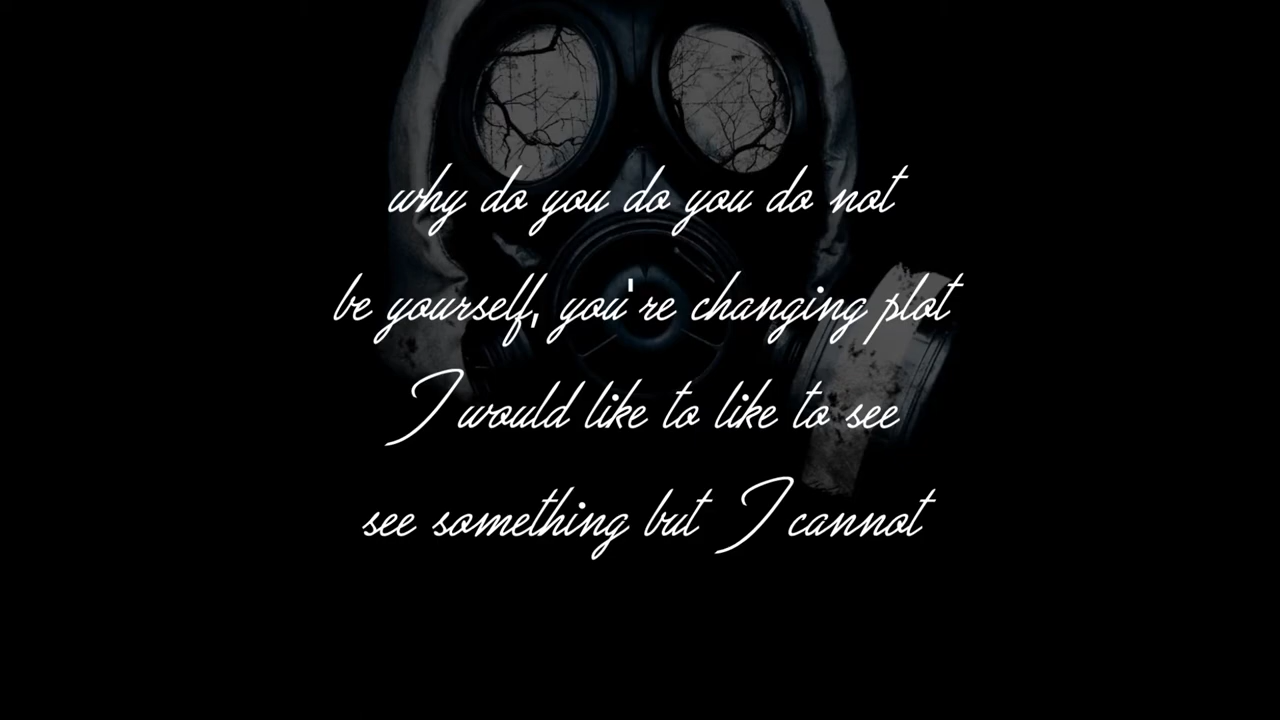 why do you do you do not
be yourself, you're changing plot
I would like to like to see
see something but I cannot